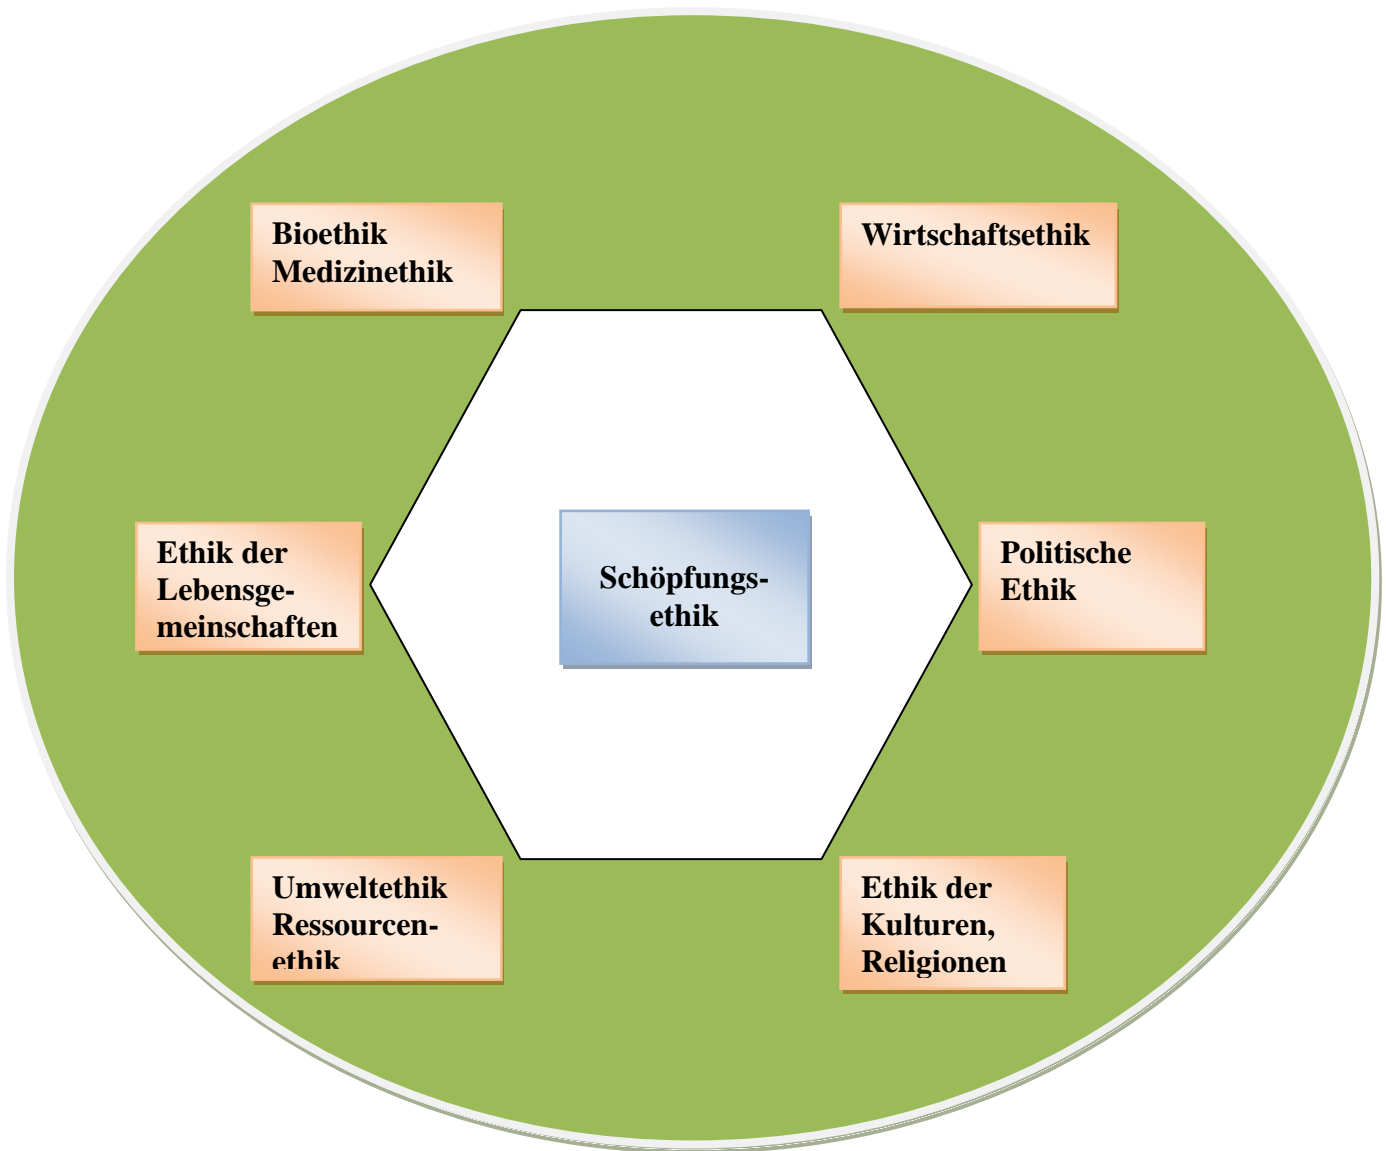 Bioethik
Medizinethik
Wirtschaftsethik
Ethik der
Lebensge-
meinschaften
Schöpfungs-
ethik
Politische
Ethik
Umweltethik
Ressourcen-
ethik
Ethik der
Kulturen,
Religionen